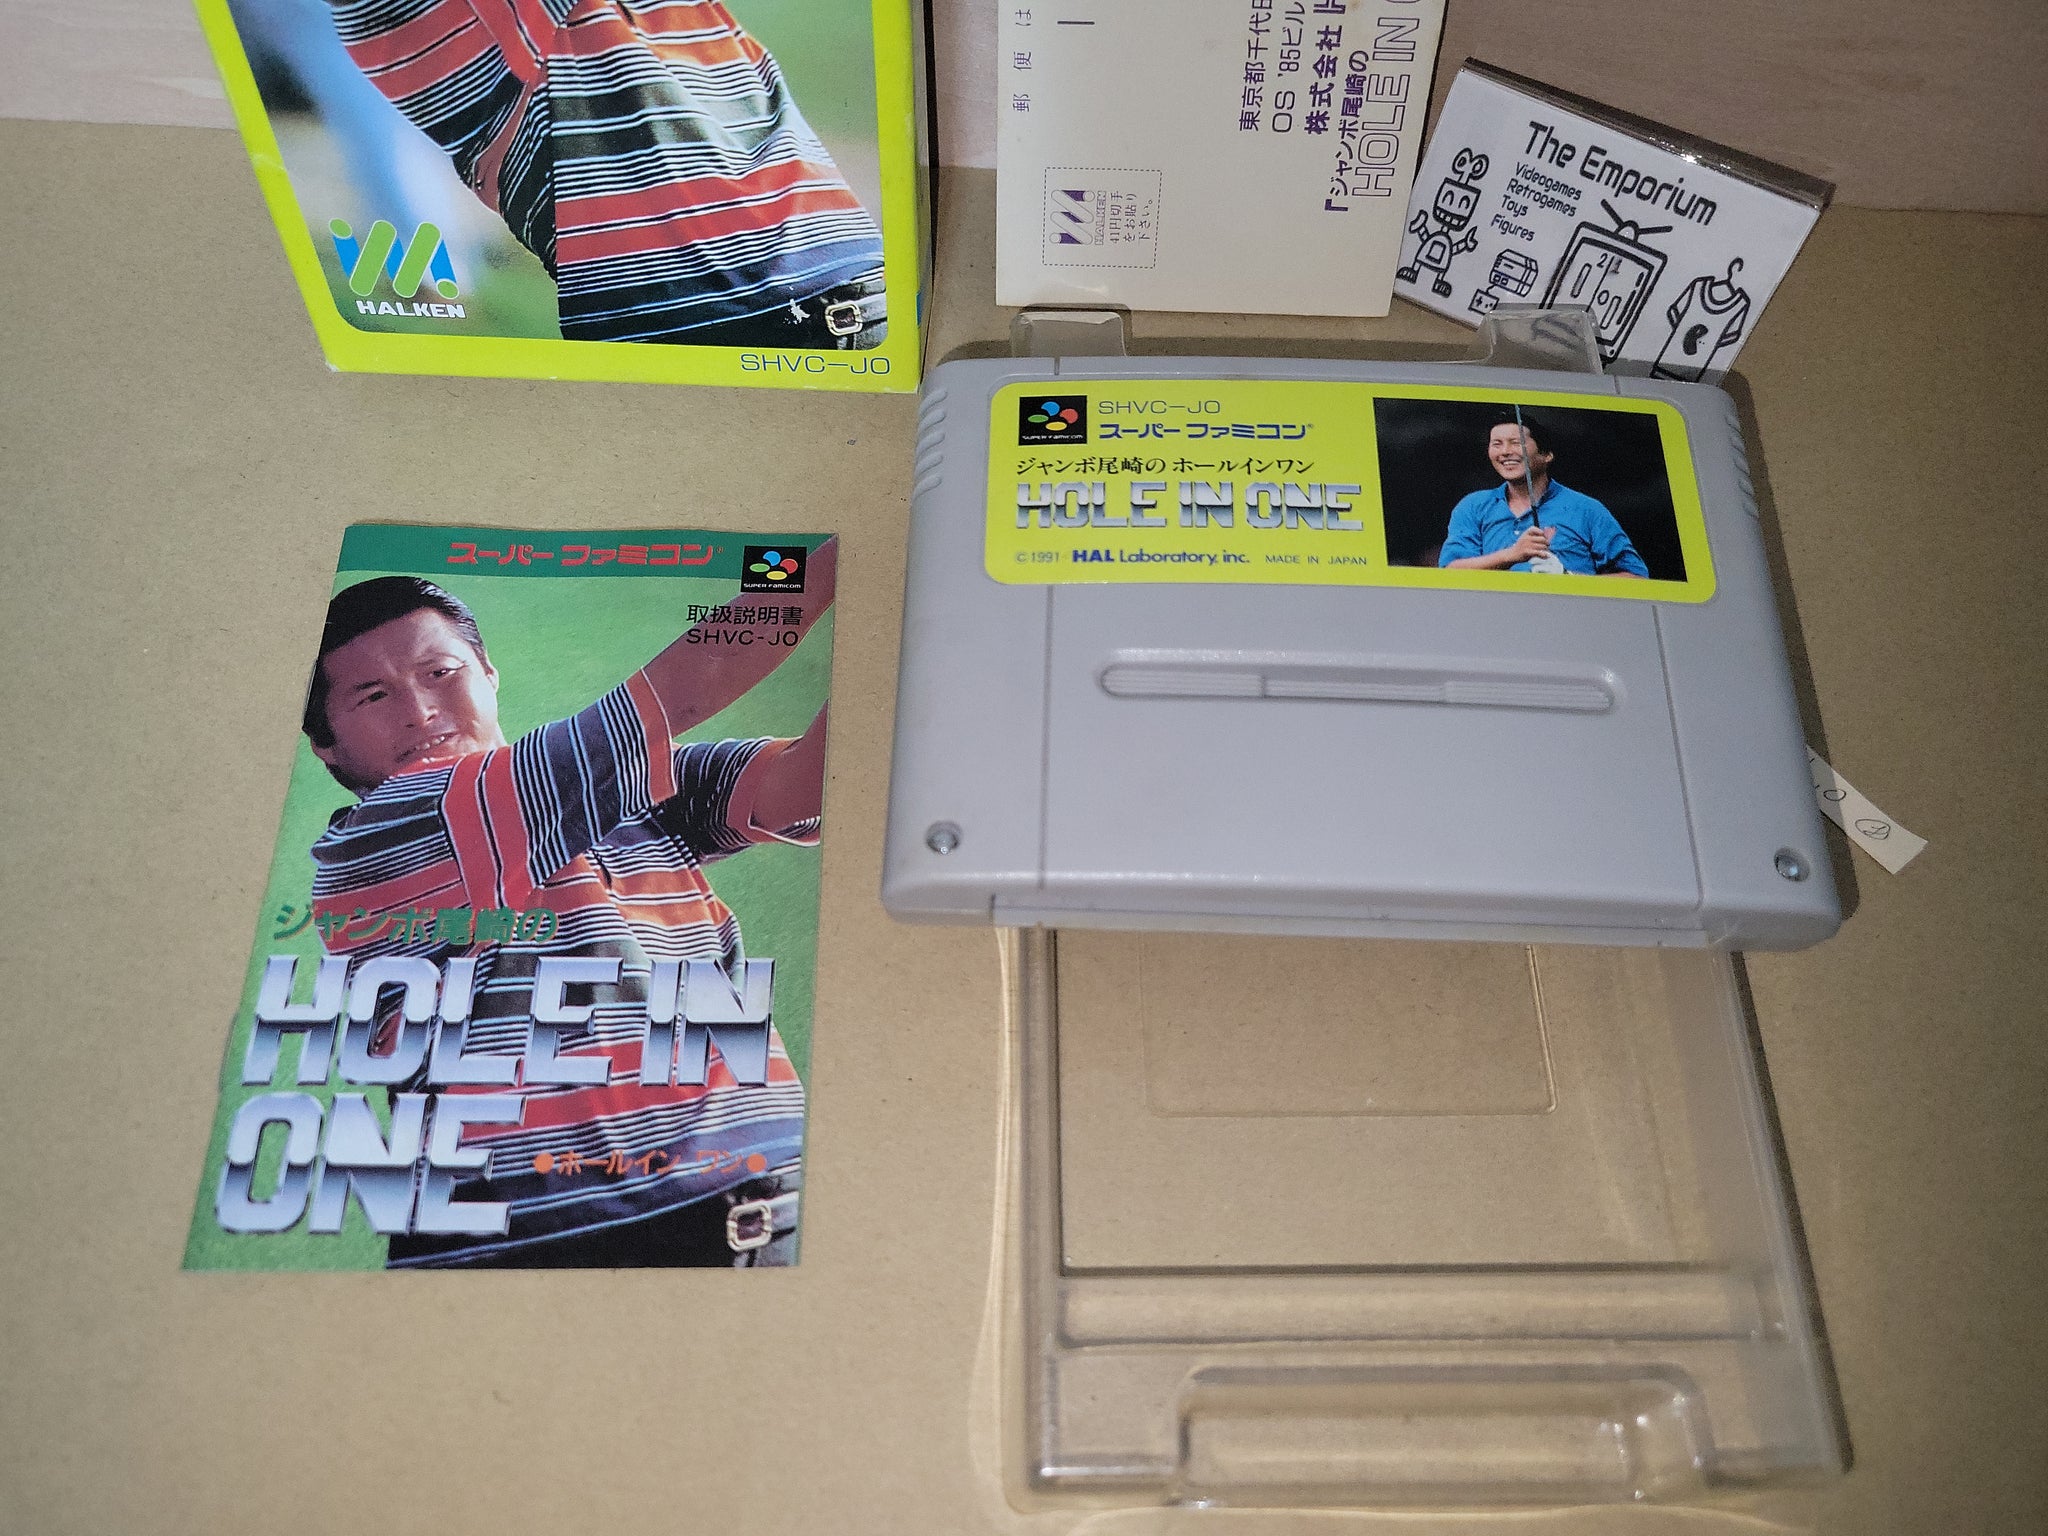 HALKEN
SHVC-JO
郵便は
東京都千代田
OS '85ビル
株式会社
『ジャンボ尾崎の
HOLE IN
HALKEN
41円切手
をお貼り
下さい。
The Emporium
Videogames
Retrogames
Toys
Figures
21
SUPER FAMICOM
SHVC-JO
スーパーファミコン
ジャンボ尾崎の ホールインワン
HOLE IN ONE
©1991 HAL Laboratory, inc. MADE IN JAPAN
スーパーファミコン
SUPER FAMICOM
取扱説明書
SHVC-JO
ジャンボ尾崎の
HOLE IN
ONE
●ホールイン ワン●